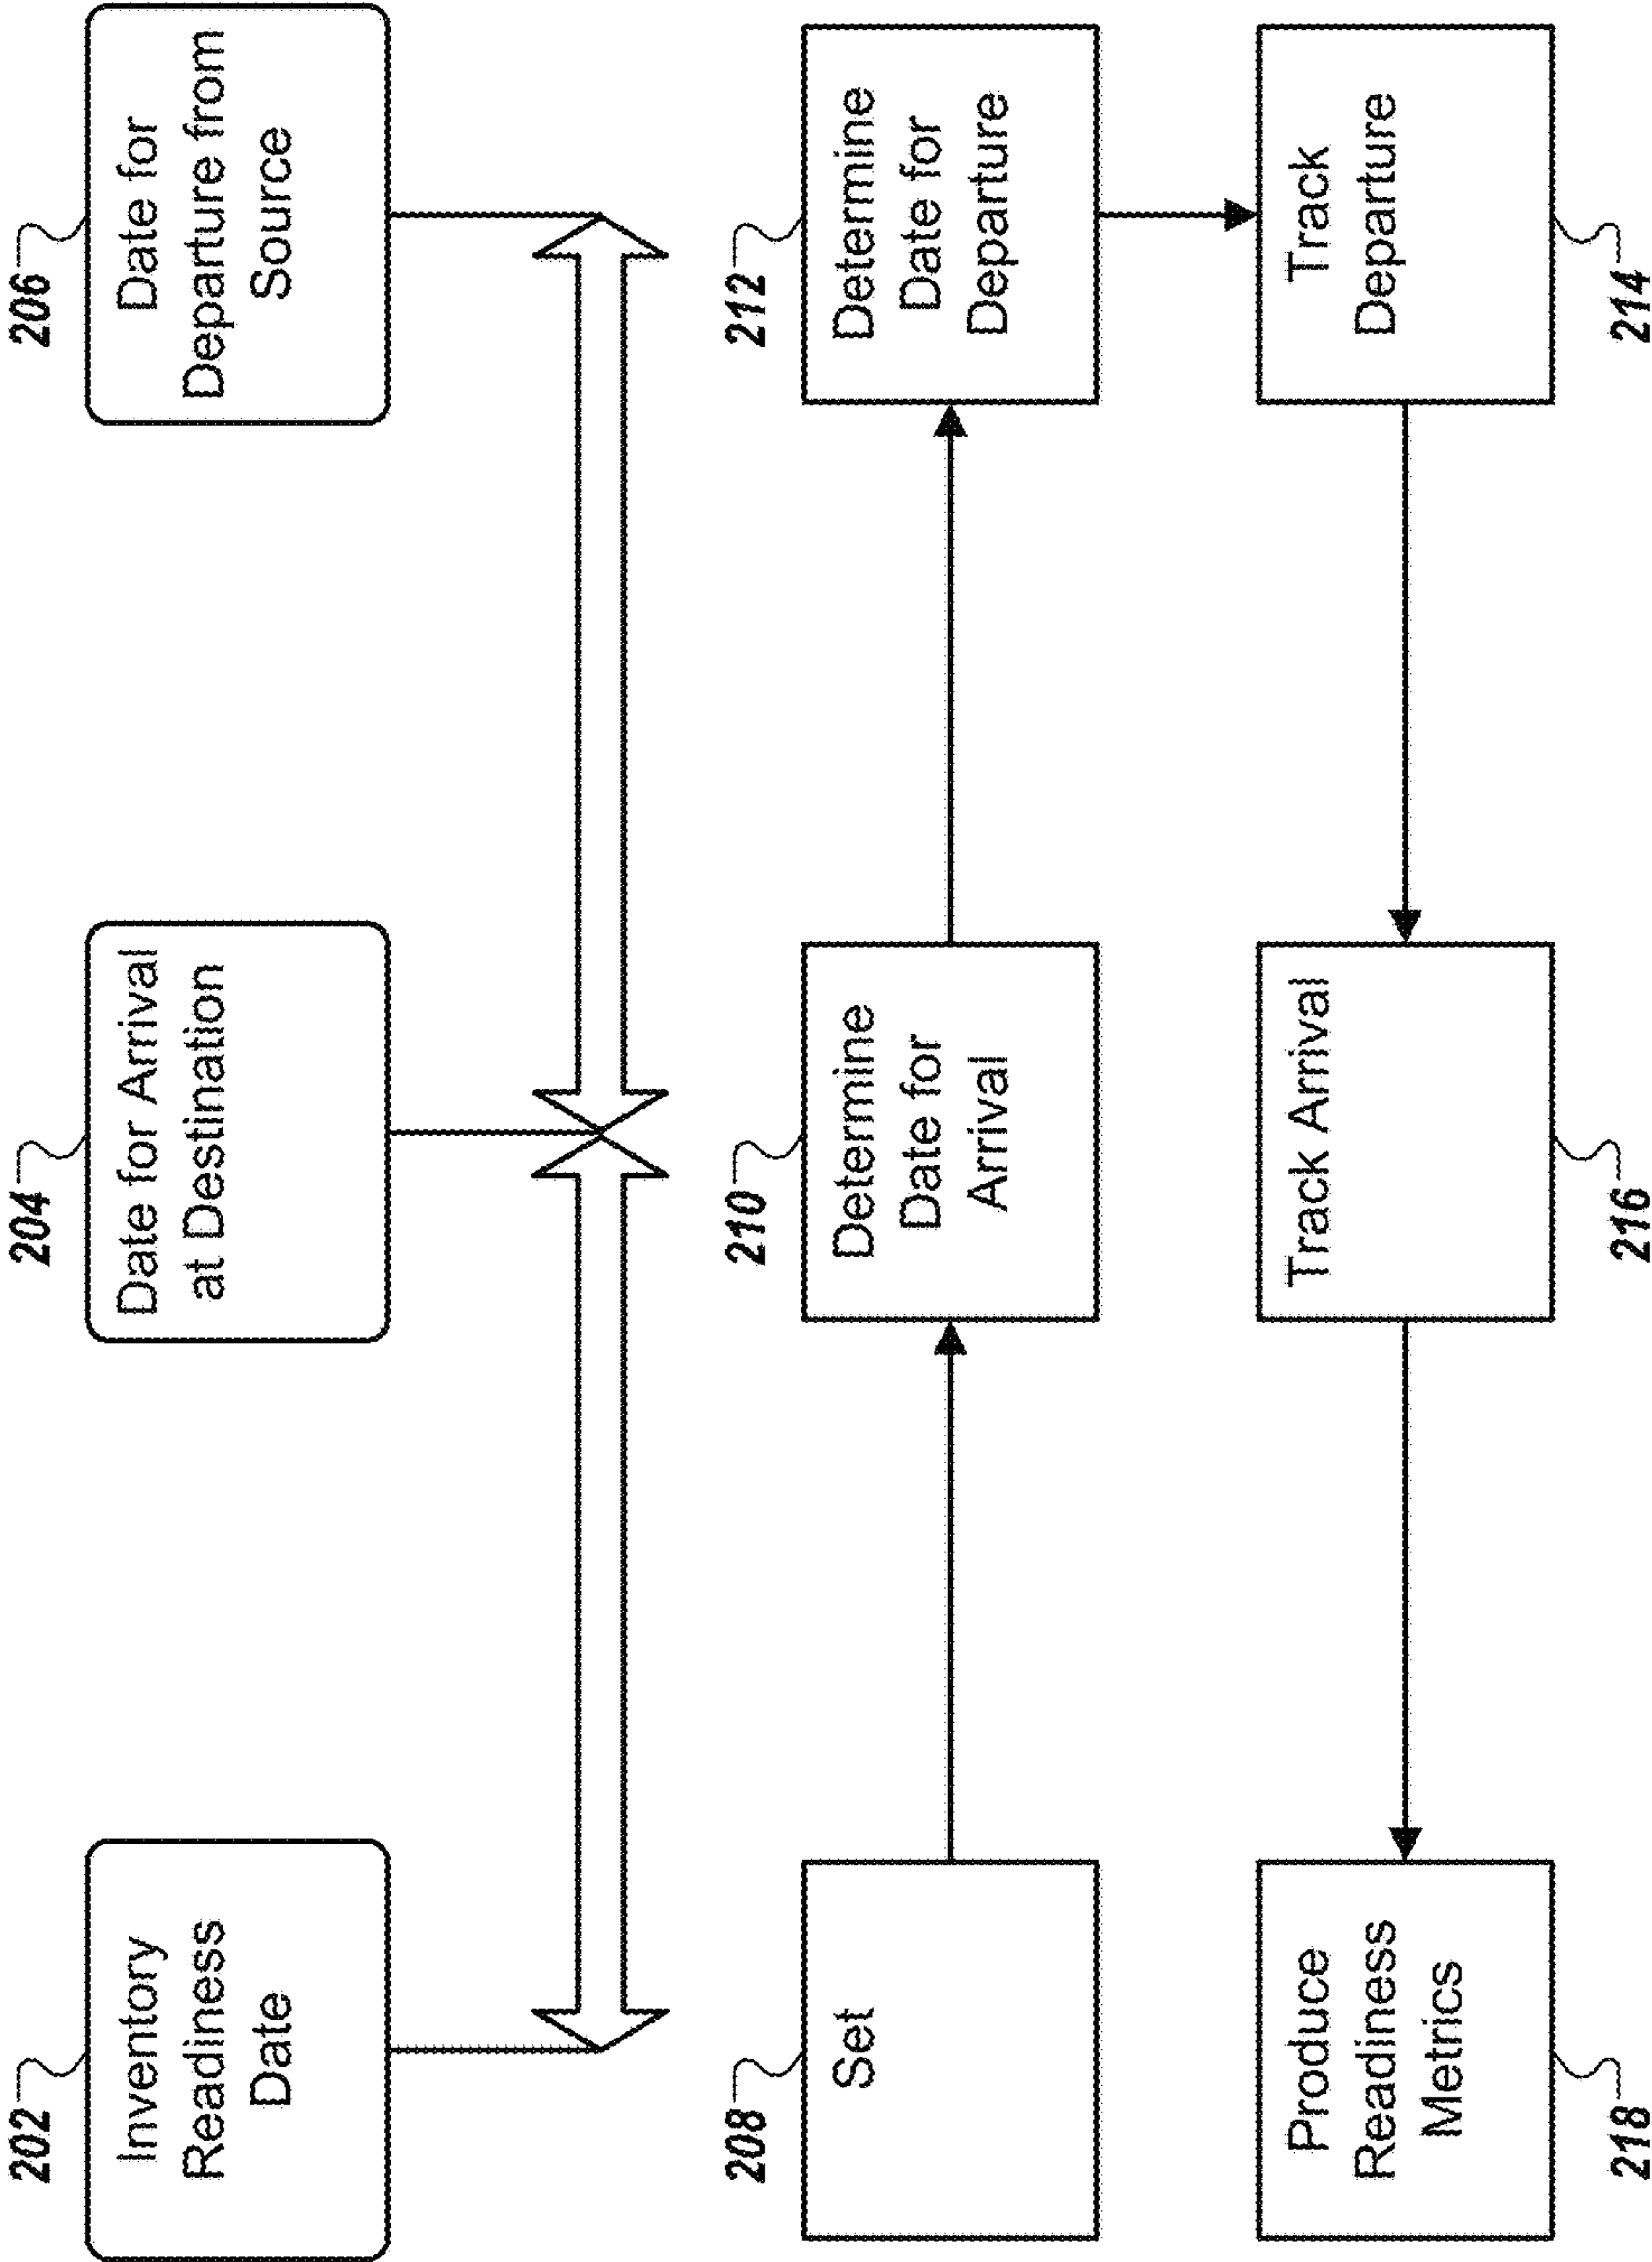 202
Inventory
Readiness
Date
204
Date for Arrival
at Destination
206
Date for
Departure from
Source
208
Set
210
Determine
Date for
Arrival
212
Determine
Date for
Departure
Produce
Readiness
Metrics
218
Track Arrival
216
Track
Departure
214